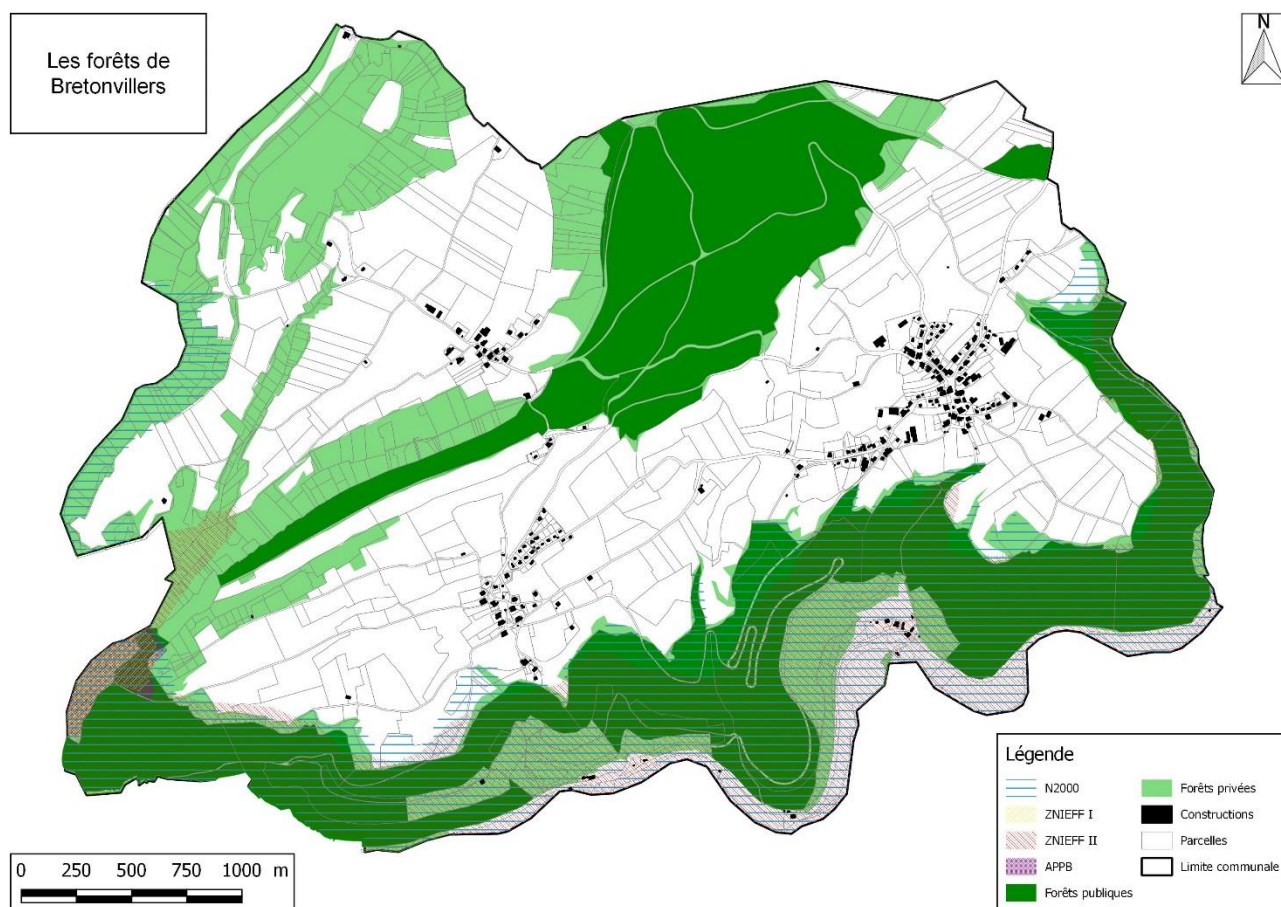 Les forêts de
Bretonvillers
N
0 250 500 750 1000 m
Légende
N2000
ZNIEFF I
ZNIEFF II
APPB
Forêts publiques
Forêts privées
Constructions
Parcelles
Limite communale